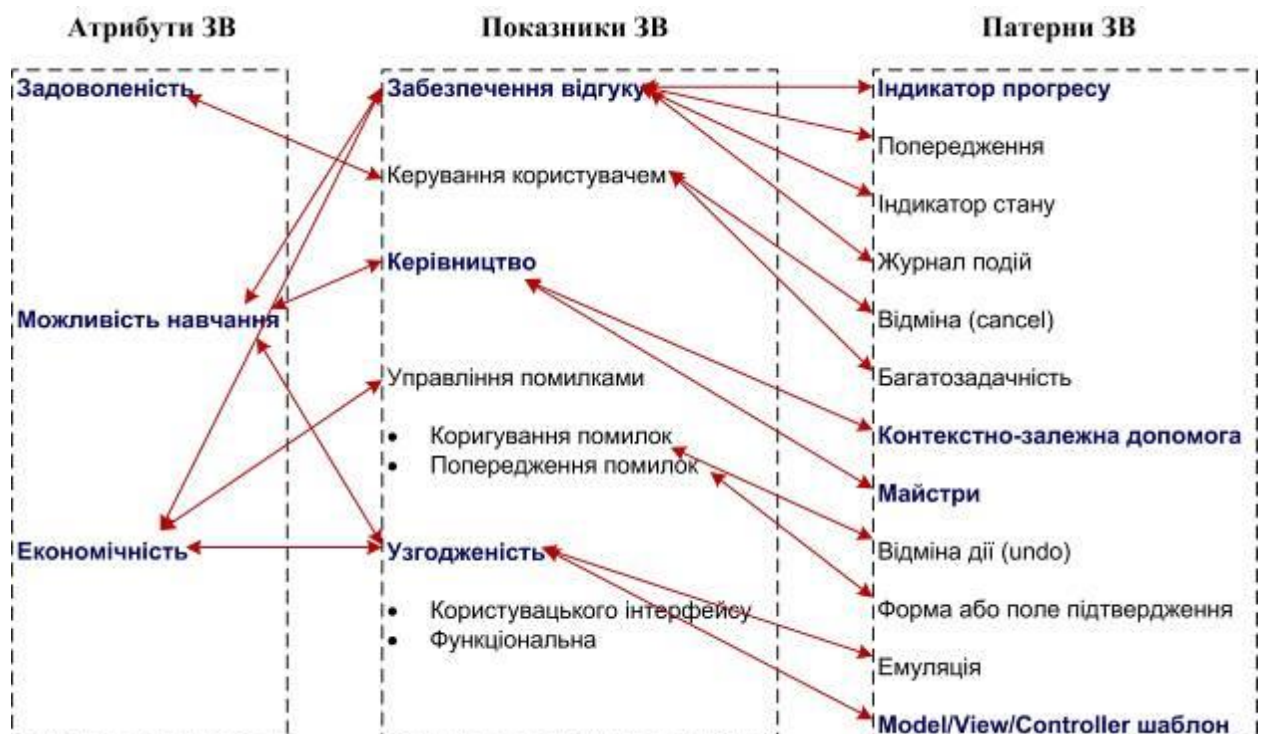 Атрибути ЗВ
Показники ЗВ
Патерни ЗВ
Задоволеність
Можливість навчання
Економічність
Забезпечення відгуку
Керування користувачем
Керівництво
Управління помилками
• Коригування помилок
• Попередження помилок
Узгодженість
• Користувацького інтерфейсу
• Функціональна
Індикатор прогресу
Попередження
Індикатор стану
Журнал подій
Відміна (cancel)
Багатозадачність
Контекстно-залежна допомога
Майстри
Відміна дії (undo)
Форма або поле підтвердження
Емуляція
Model/View/Controller шаблон